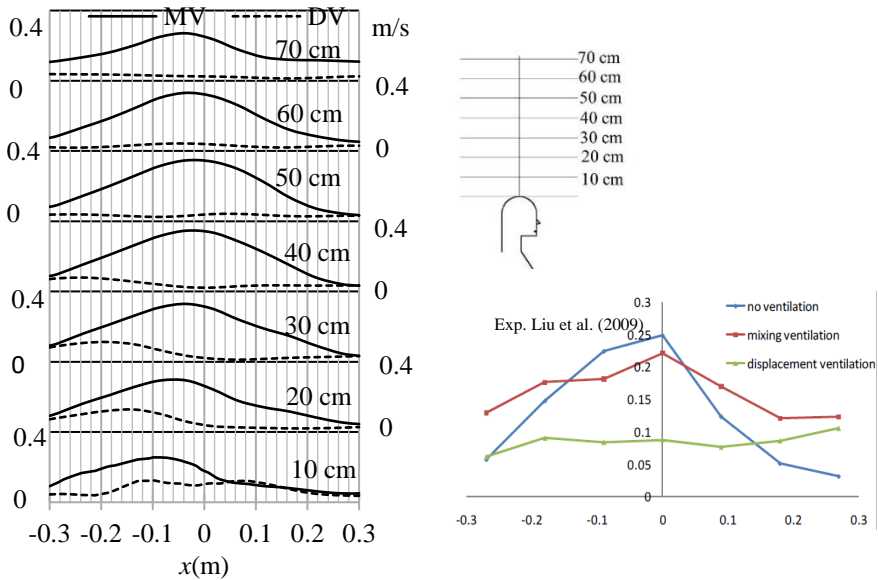 0.4 MV DV m/s
70 cm
0 0.4
60 cm
0.4 0
50 cm
0 0.4
40 cm
0.4 0
30 cm
0 0.4
20 cm
0.4 0
10 cm
0
-0.3 -0.2 -0.1 0 0.1 0.2 0.3
x(m)
70 cm
60 cm
50 cm
40 cm
30 cm
20 cm
10 cm
Exp. Liu et al. (2009)
no ventilation
mixing ventilation
displacement ventilation
0.3
0.25
0.2
0.15
0.1
0.05
0
-0.3 -0.2 -0.1 0 0.1 0.2 0.3